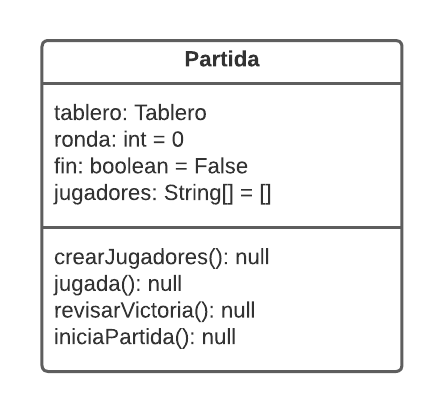 Partida
tablero: Tablero
ronda: int = 0
fin: boolean = False
jugadores: String[] = []
crearJugadores(): null
jugada(): null
revisarVictoria(): null
iniciaPartida(): null